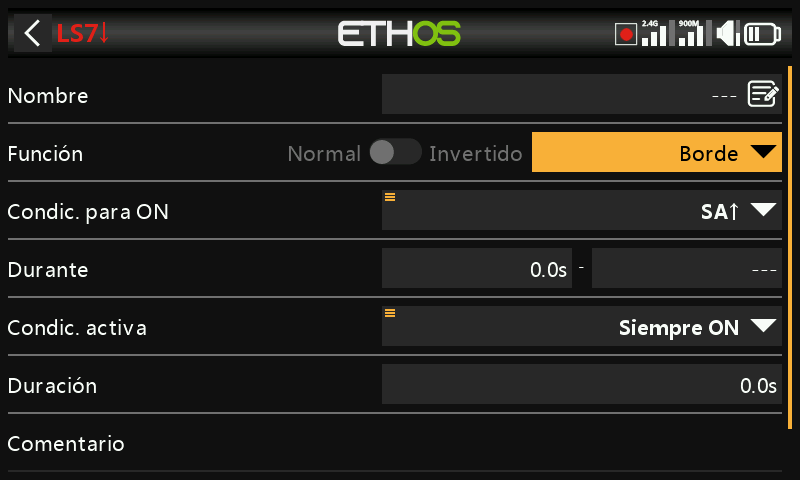 LS7↓ ETHOS 2.4G 900M
Nombre ---
Función Normal Invertido Borde
Condic. para ON SA↑
Durante 0.0s - ---
Condic. activa Siempre ON
Duración 0.0s
Comentario